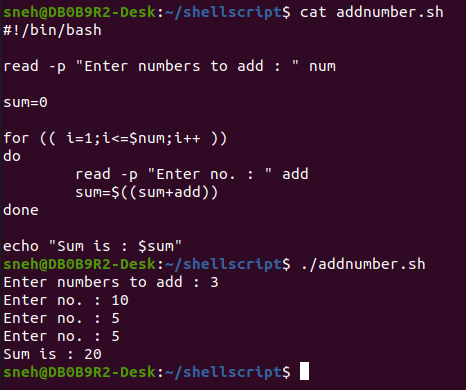 sneh@DB0B9R2-Desk:~/shellscript$ cat addnumber.sh
#!/bin/bash
read -p "Enter numbers to add : " num
sum=0
for (( i=1;i<=$num;i++ ))
do
        read -p "Enter no. : " add
        sum=$((sum+add))
done
echo "Sum is : $sum"
sneh@DB0B9R2-Desk:~/shellscript$ ./addnumber.sh
Enter numbers to add : 3
Enter no. : 10
Enter no. : 5
Enter no. : 5
Sum is : 20
sneh@DB0B9R2-Desk:~/shellscript$